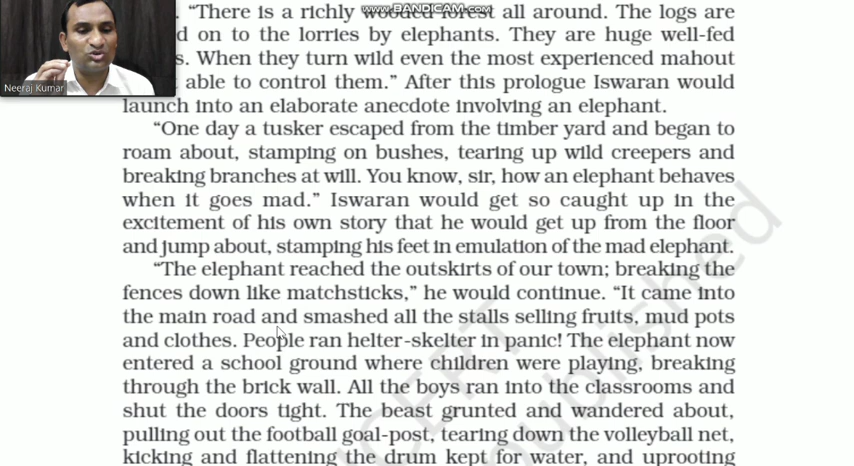 “There is a richly wooded forest all around. The logs are
www.BANDICAM.com
on to the lorries by elephants. They are huge well-fed
When they turn wild even the most experienced mahout
able to control them.” After this prologue Iswaran would
Neeraj Kumar
launch into an elaborate anecdote involving an elephant.
“One day a tusker escaped from the timber yard and began to
roam about, stamping on bushes, tearing up wild creepers and
breaking branches at will. You know, sir, how an elephant behaves
when it goes mad.” Iswaran would get so caught up in the
excitement of his own story that he would get up from the floor
and jump about, stamping his feet in emulation of the mad elephant.
“The elephant reached the outskirts of our town; breaking the
fences down like matchsticks,” he would continue. “It came into
the main road and smashed all the stalls selling fruits, mud pots
and clothes. People ran helter-skelter in panic! The elephant now
entered a school ground where children were playing, breaking
through the brick wall. All the boys ran into the classrooms and
shut the doors tight. The beast grunted and wandered about,
pulling out the football goal-post, tearing down the volleyball net,
kicking and flattening the drum kept for water, and uprooting
NCERT
published